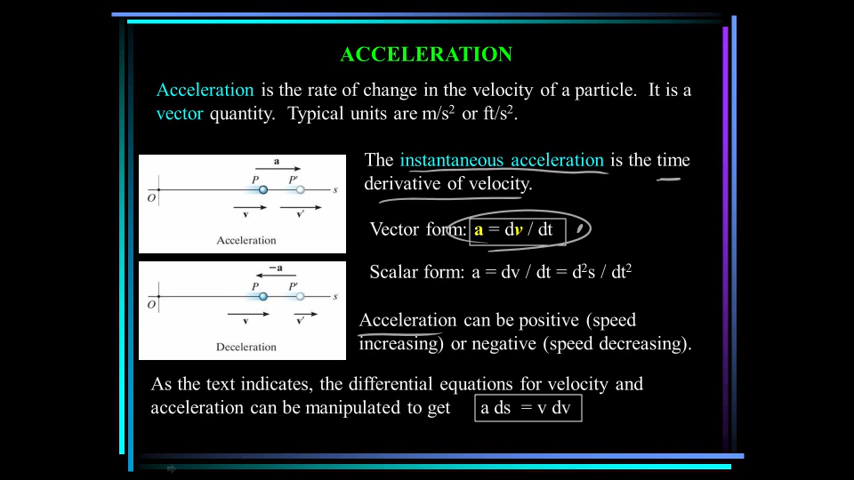 ACCELERATION
Acceleration is the rate of change in the velocity of a particle. It is a
vector quantity. Typical units are m/s² or ft/s².
a
P P'
O s
v v'
Acceleration
The instantaneous acceleration is the time
derivative of velocity.
Vector form: a = dv / dt
Scalar form: a = dv / dt = d²s / dt²
−a
P P'
O s
v v'
Deceleration
Acceleration can be positive (speed
increasing) or negative (speed decreasing).
As the text indicates, the differential equations for velocity and
acceleration can be manipulated to get a ds = v dv